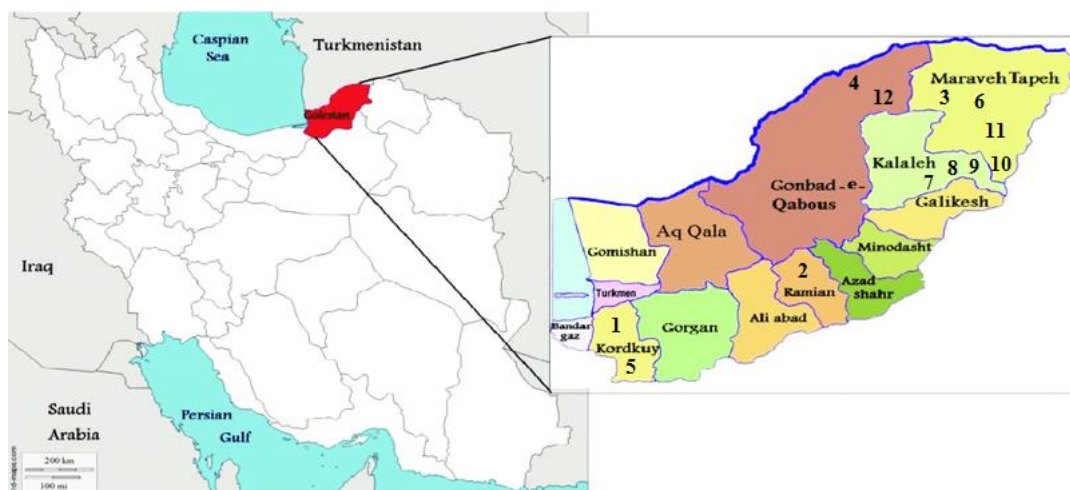 Caspian
Sea
Turkmenistan
Golestan
Iraq
Saudi
Arabia
Persian
Gulf
200 km
100 mi
d-maps.com
4
12
Maraveh Tapeh
3
6
11
Kalaleh
8
9
10
7
Gonbad -e-
Qabous
Galikesh
Aq Qala
Minodasht
Gomishan
2
Azad
shahr
Ramian
Turkmen
Bandar
gaz
1
Kordkuy
5
Gorgan
Ali abad